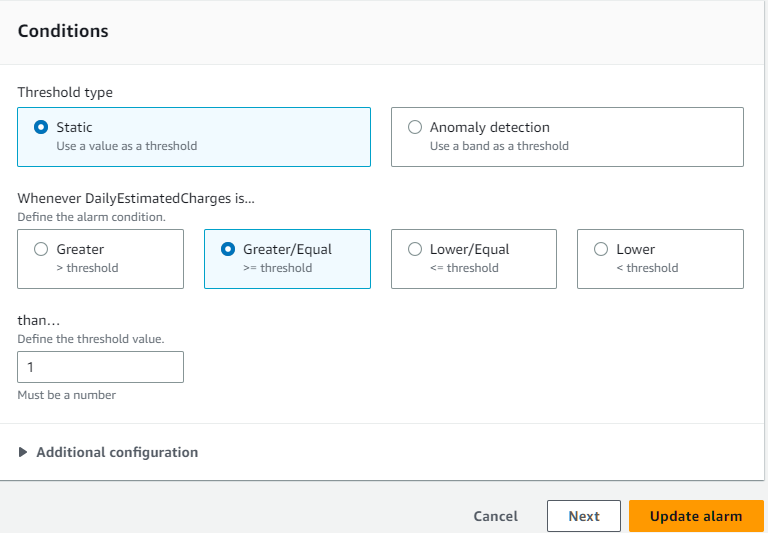 Conditions
Threshold type
Static
Use a value as a threshold
Anomaly detection
Use a band as a threshold
Whenever DailyEstimatedCharges is...
Define the alarm condition.
Greater
> threshold
Greater/Equal
>= threshold
Lower/Equal
<= threshold
Lower
< threshold
than...
Define the threshold value.
1
Must be a number
Additional configuration
Cancel
Next
Update alarm